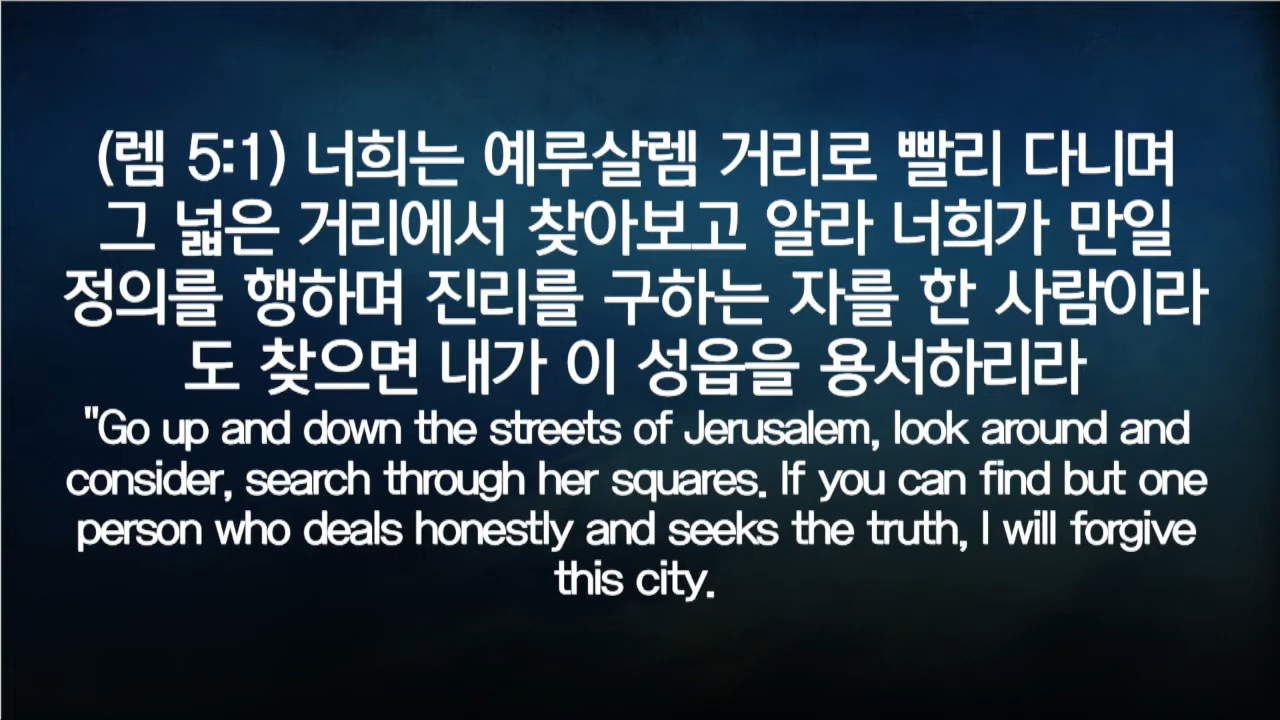 (렘 5:1) 너희는 예루살렘 거리로 빨리 다니며
그 넓은 거리에서 찾아보고 알라 너희가 만일
정의를 행하며 진리를 구하는 자를 한 사람이라
도 찾으면 내가 이 성읍을 용서하리라
"Go up and down the streets of Jerusalem, look around and
consider, search through her squares. If you can find but one
person who deals honestly and seeks the truth, I will forgive
this city.